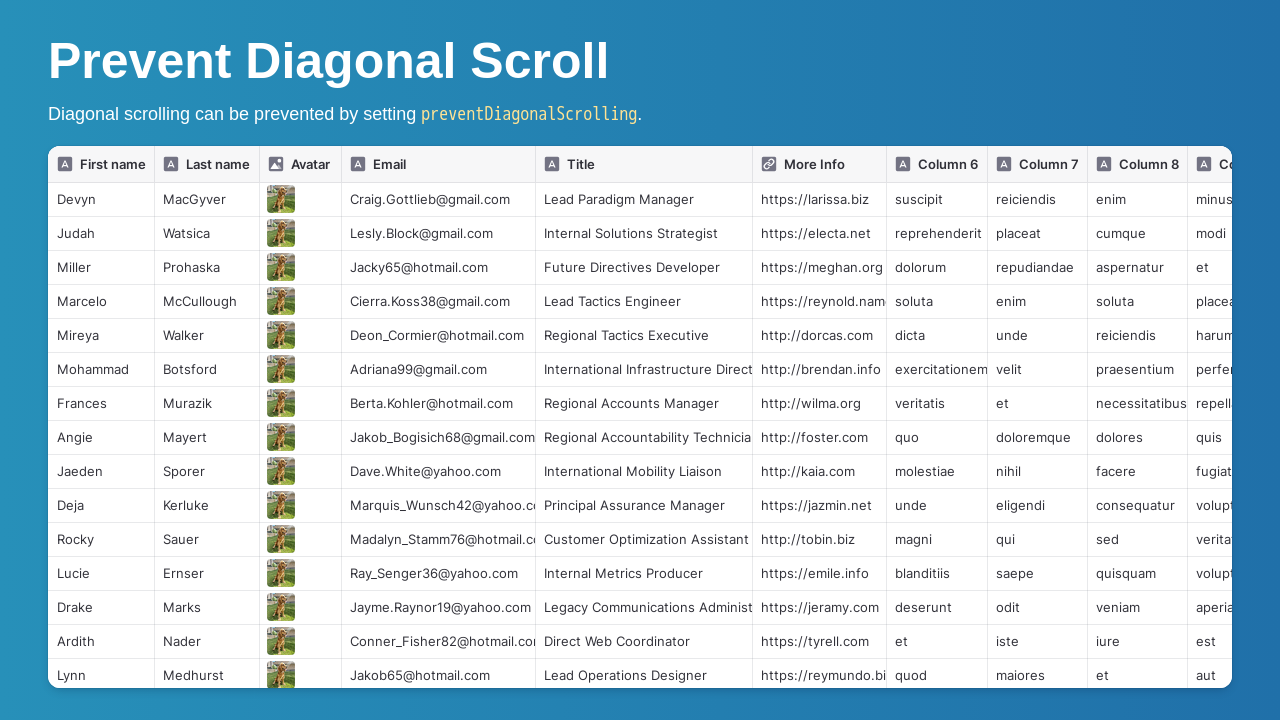 Prevent Diagonal Scroll
Diagonal scrolling can be prevented by setting preventDiagonalScrolling.
First name Last name Avatar Email Title More Info Column 6 Column 7 Column 8 Co
Devyn MacGyver Craig.Gottlieb@gmail.com Lead Paradigm Manager https://larissa.biz suscipit reiciendis enim minus
Judah Watsica Lesly.Block@gmail.com Internal Solutions Strategist https://electa.net reprehenderit placeat cumque modi
Miller Prohaska Jacky65@hotmail.com Future Directives Developer https://meghan.org dolorum repudiandae aspernatur et
Marcelo McCullough Cierra.Koss38@gmail.com Lead Tactics Engineer https://reynold.nam soluta enim soluta placea
Mireya Walker Deon_Cormier@hotmail.com Regional Tactics Executive http://dorcas.com dicta unde reiciendis harum
Mohammad Botsford Adriana99@gmail.com International Infrastructure Direct http://brendan.info exercitationem velit praesentium perfer
Frances Murazik Berta.Kohler@hotmail.com Regional Accounts Manager http://wilma.org veritatis et necessitatibus repell
Angie Mayert Jakob_Bogisich68@gmail.com Regional Accountability Technicia http://foster.com quo doloremque dolores quis
Jaeden Sporer Dave.White@yahoo.com International Mobility Liaison http://kaia.com molestiae nihil facere fugiat
Deja Kerluke Marquis_Wunsch42@yahoo.co Principal Assurance Manager https://jazmin.net unde eligendi consequatur volupt
Rocky Sauer Madalyn_Stamm76@hotmail.co Customer Optimization Assistant http://tobin.biz magni qui sed veritat
Lucie Ernser Ray_Senger36@yahoo.com Internal Metrics Producer https://emile.info blanditiis saepe quisquam volupt
Drake Marks Jayme.Raynor19@yahoo.com Legacy Communications Administ https://jeramy.com deserunt odit veniam aperia
Ardith Nader Conner_Fisher82@hotmail.com Direct Web Coordinator https://tyrell.com et iste iure est
Lynn Medhurst Jakob65@hotmail.com Lead Operations Designer https://reymundo.bi quod maiores et aut